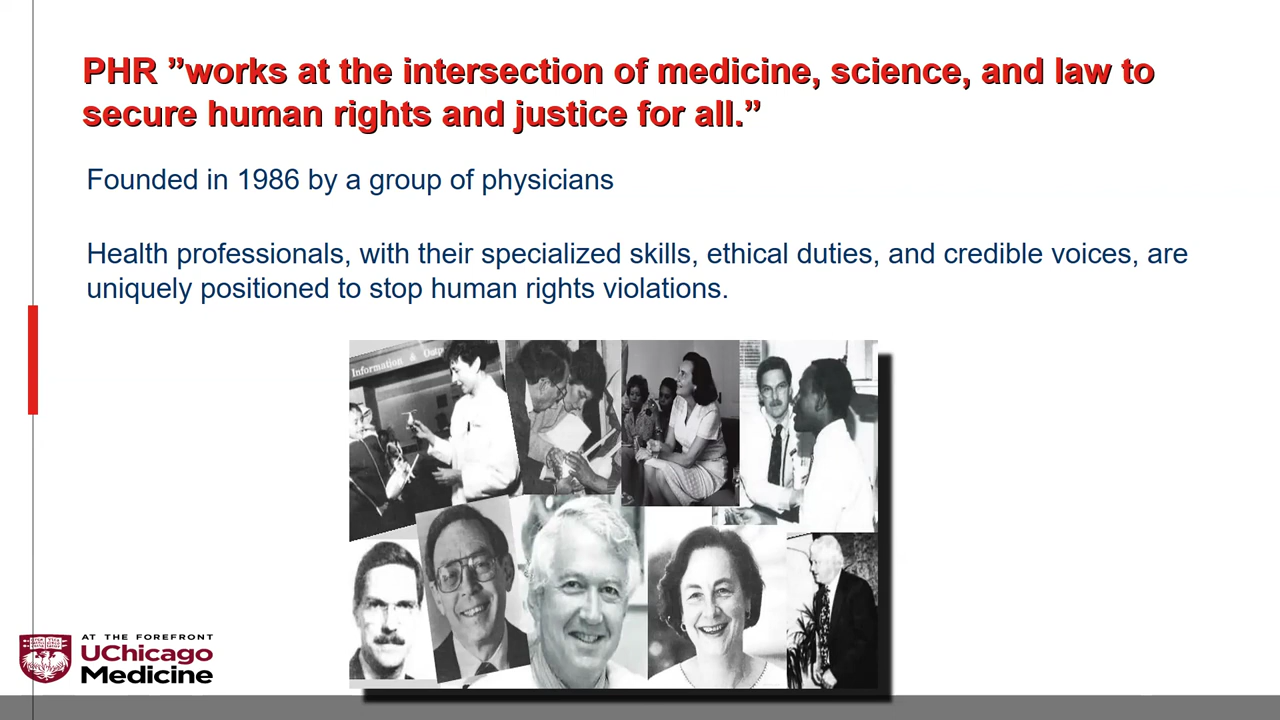 PHR ”works at the intersection of medicine, science, and law to
secure human rights and justice for all.”
Founded in 1986 by a group of physicians
Health professionals, with their specialized skills, ethical duties, and credible voices, are
uniquely positioned to stop human rights violations.
Information &
AT THE FOREFRONT
UChicago
Medicine